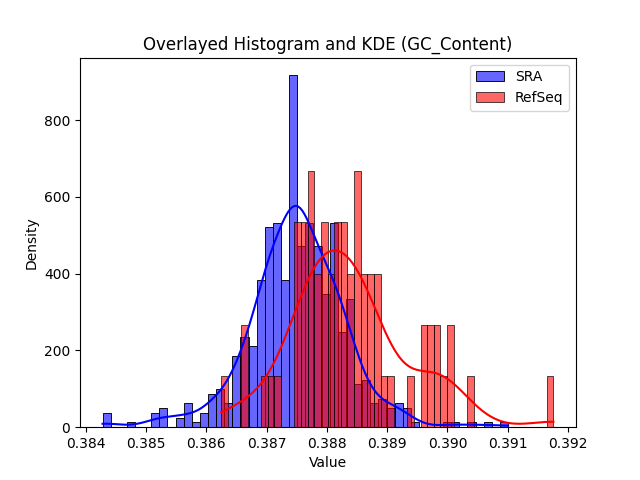 Overlayed Histogram and KDE (GC_Content)
SRA
RefSeq
800
600
400
200
0
Density
0.384 0.385 0.386 0.387 0.388 0.389 0.390 0.391 0.392
Value